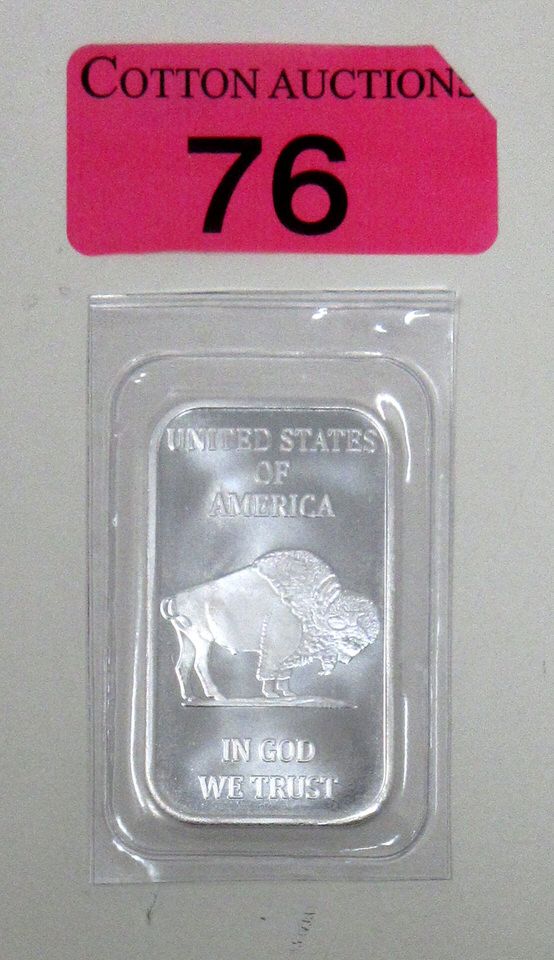 COTTON AUCTIONS
76
UNITED STATES
OF
AMERICA
IN GOD
WE TRUST